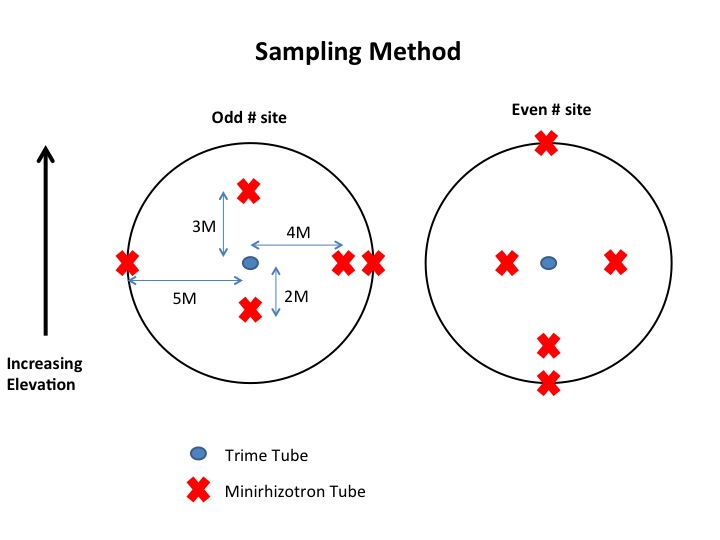 Sampling Method
Odd # site
Even # site
3M
4M
5M
2M
Increasing
Elevation
Trime Tube
Minirhizotron Tube